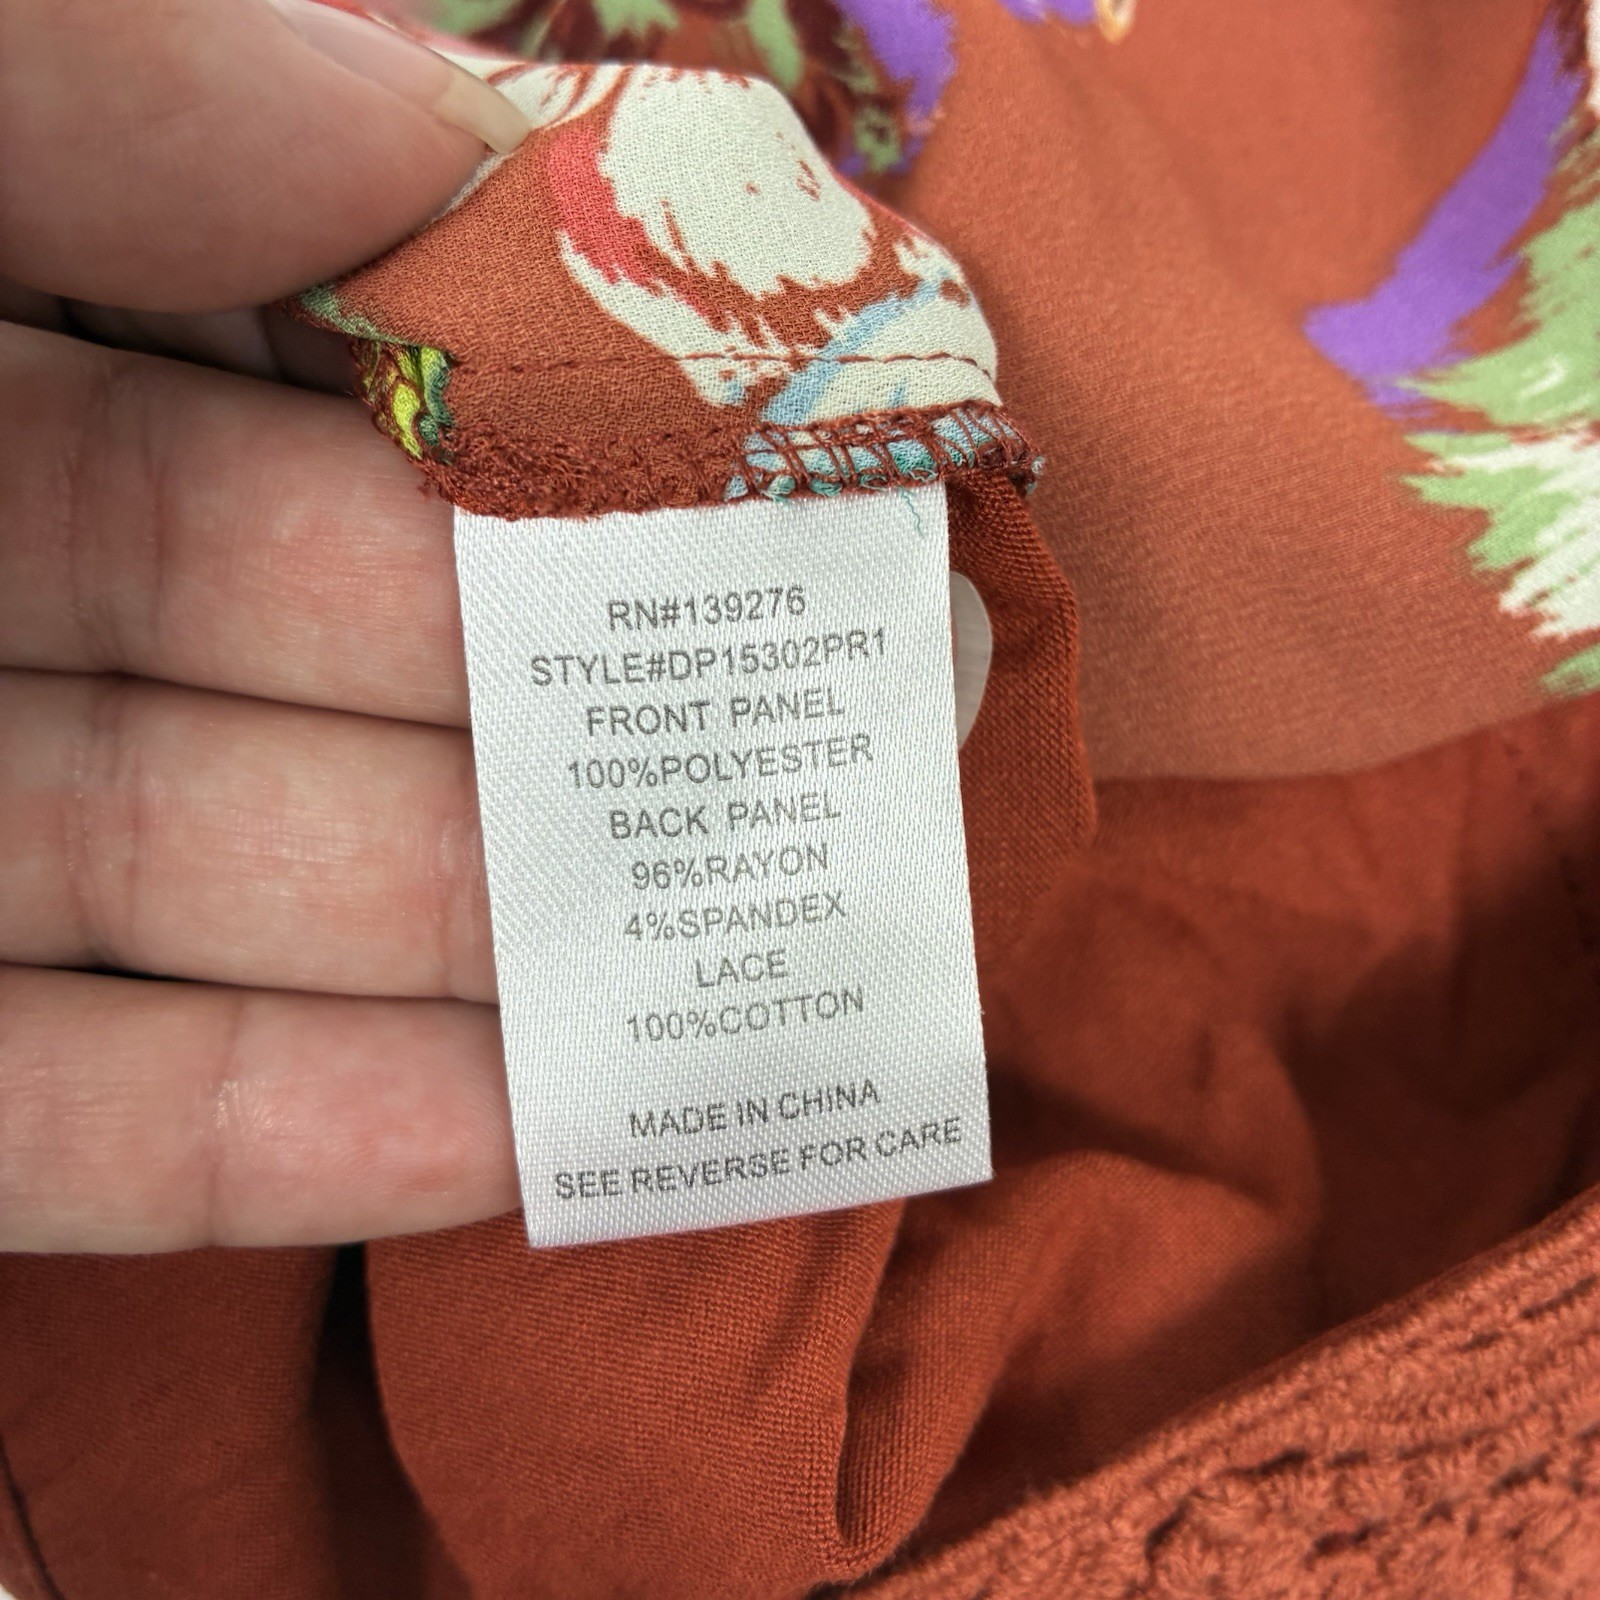 RN#139276
STYLE#DP15302PR1
FRONT PANEL
100%POLYESTER
BACK PANEL
96%RAYON
4%SPANDEX
LACE
100%COTTON
MADE IN CHINA
SEE REVERSE FOR CARE